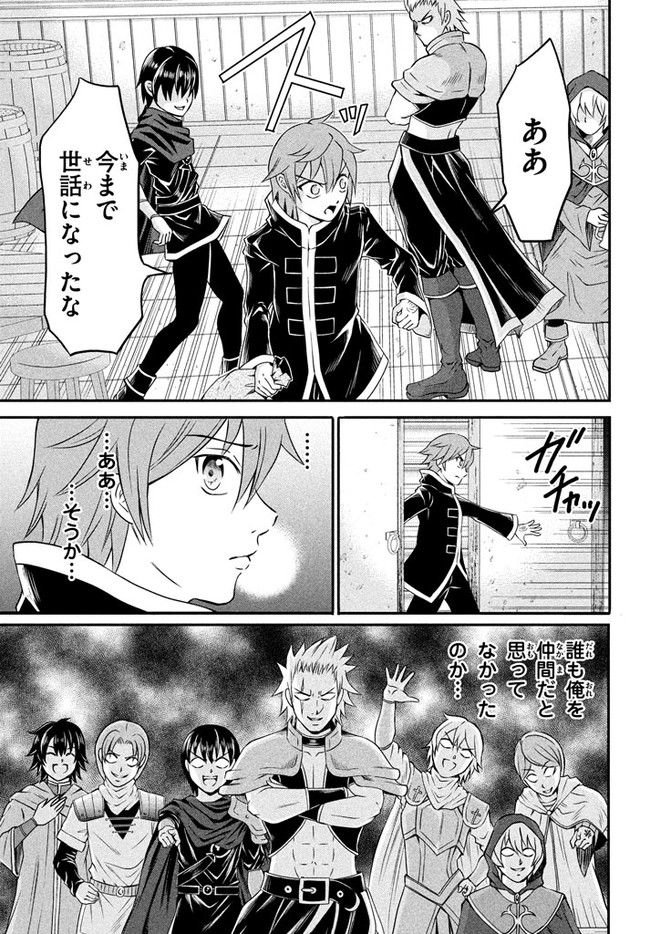 ああ
スッ
今まで
世話になったな
ガチャッ
…
…
…ああ…
…そうか…
誰も俺を
仲間だと
思って
なかった
のか…